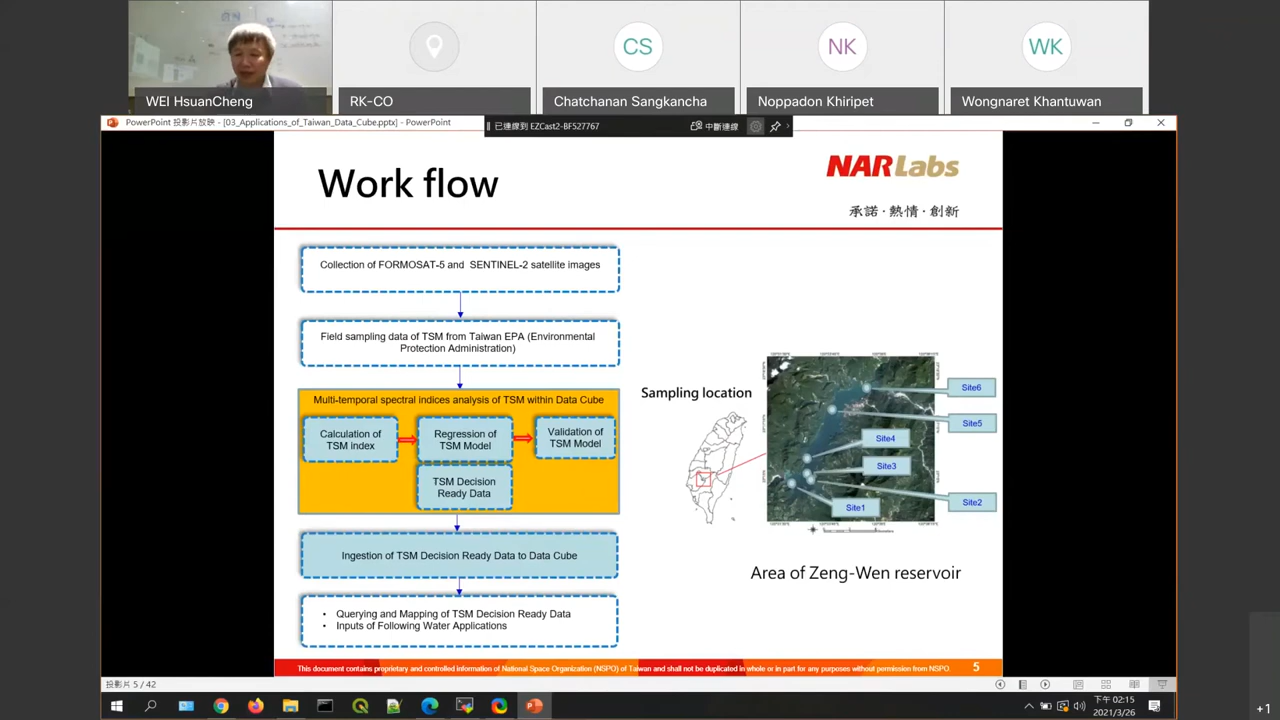 CS
NK
WK
WEI HsuanCheng
RK-CO
Chatchanan Sangkancha
Noppadon Khiripet
Wongnaret Khantuwan
PowerPoint 投影片放映 - [03_Applications_of_Taiwan_Data_Cube.pptx] - PowerPoint
已連線到 EZCast2-BF527767
中斷連線
Work flow
NARLabs
承諾·熱情·創新
Collection of FORMOSAT-5 and SENTINEL-2 satellite images
Field sampling data of TSM from Taiwan EPA (Environmental
Protection Administration)
Multi-temporal spectral indices analysis of TSM within Data Cube
Calculation of
TSM index
Regression of
TSM Model
Validation of
TSM Model
TSM Decision
Ready Data
Ingestion of TSM Decision Ready Data to Data Cube
• Querying and Mapping of TSM Decision Ready Data
• Inputs of Following Water Applications
Sampling location
Site6
Site5
Site4
Site3
Site2
Site1
Area of Zeng-Wen reservoir
This document contains proprietary and controlled information of National Space Organization (NSPO) of Taiwan and shall not be duplicated in whole or in part for any purposes without permission from NSPO.
5
投影片 5 / 42
下午 02:15
2021/3/26
+1